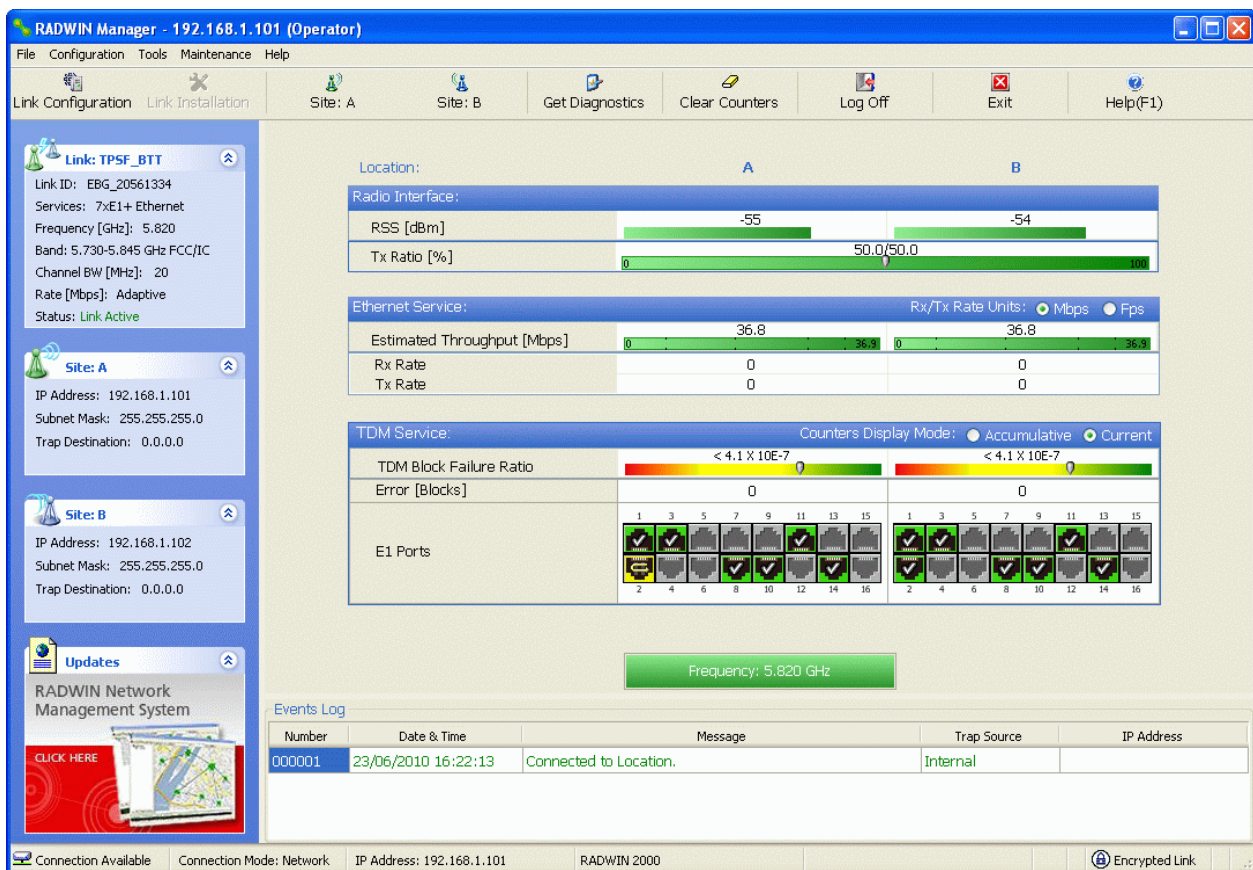 RADWIN Manager - 192.168.1.101 (Operator)
File Configuration Tools Maintenance Help
Link Configuration Link Installation Site: A Site: B Get Diagnostics Clear Counters Log Off Exit Help(F1)
Link: TPSF_BTT
Link ID: EBG_20561334
Services: 7xE1+ Ethernet
Frequency [GHz]: 5.820
Band: 5.730-5.845 GHz FCC/IC
Channel BW [MHz]: 20
Rate [Mbps]: Adaptive
Status: Link Active
Site: A
IP Address: 192.168.1.101
Subnet Mask: 255.255.255.0
Trap Destination: 0.0.0.0
Site: B
IP Address: 192.168.1.102
Subnet Mask: 255.255.255.0
Trap Destination: 0.0.0.0
Updates
RADWIN Network
Management System
CLICK HERE
Location: A B
Radio Interface:
RSS [dBm] -55 -54
Tx Ratio [%] 50.0/50.0
0 100
Ethernet Service: Rx/Tx Rate Units: Mbps Fps
Estimated Throughput [Mbps] 36.8 36.8
0 36.9 0 36.9
Rx Rate 0 0
Tx Rate 0 0
TDM Service: Counters Display Mode: Accumulative Current
TDM Block Failure Ratio < 4.1 X 10E-7 < 4.1 X 10E-7
Error [Blocks] 0 0
1 3 5 7 9 11 13 15 1 3 5 7 9 11 13 15
E1 Ports
2 4 6 8 10 12 14 16 2 4 6 8 10 12 14 16
Frequency: 5.820 GHz
Events Log
Number Date & Time Message Trap Source IP Address
000001 23/06/2010 16:22:13 Connected to Location. Internal
Connection Available Connection Mode: Network IP Address: 192.168.1.101 RADWIN 2000 Encrypted Link